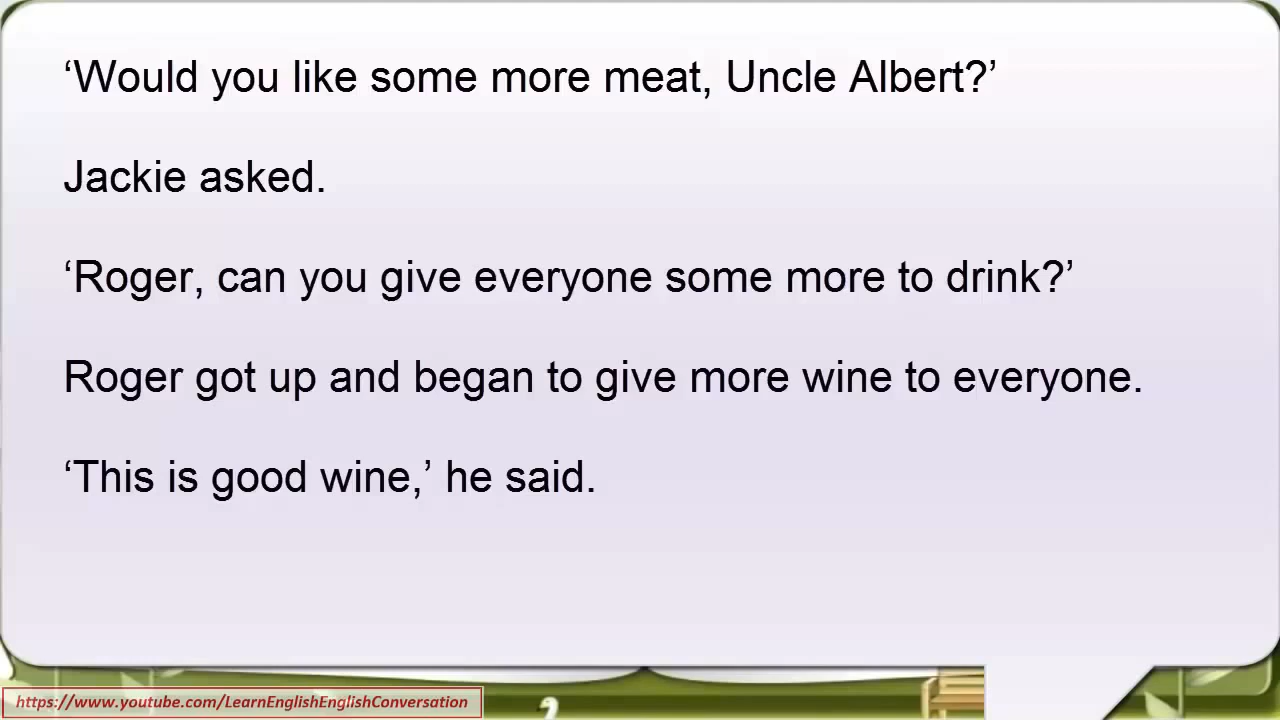 ‘Would you like some more meat, Uncle Albert?’
Jackie asked.
‘Roger, can you give everyone some more to drink?’
Roger got up and began to give more wine to everyone.
‘This is good wine,’ he said.
https://www.youtube.com/LearnEnglishEnglishConversation